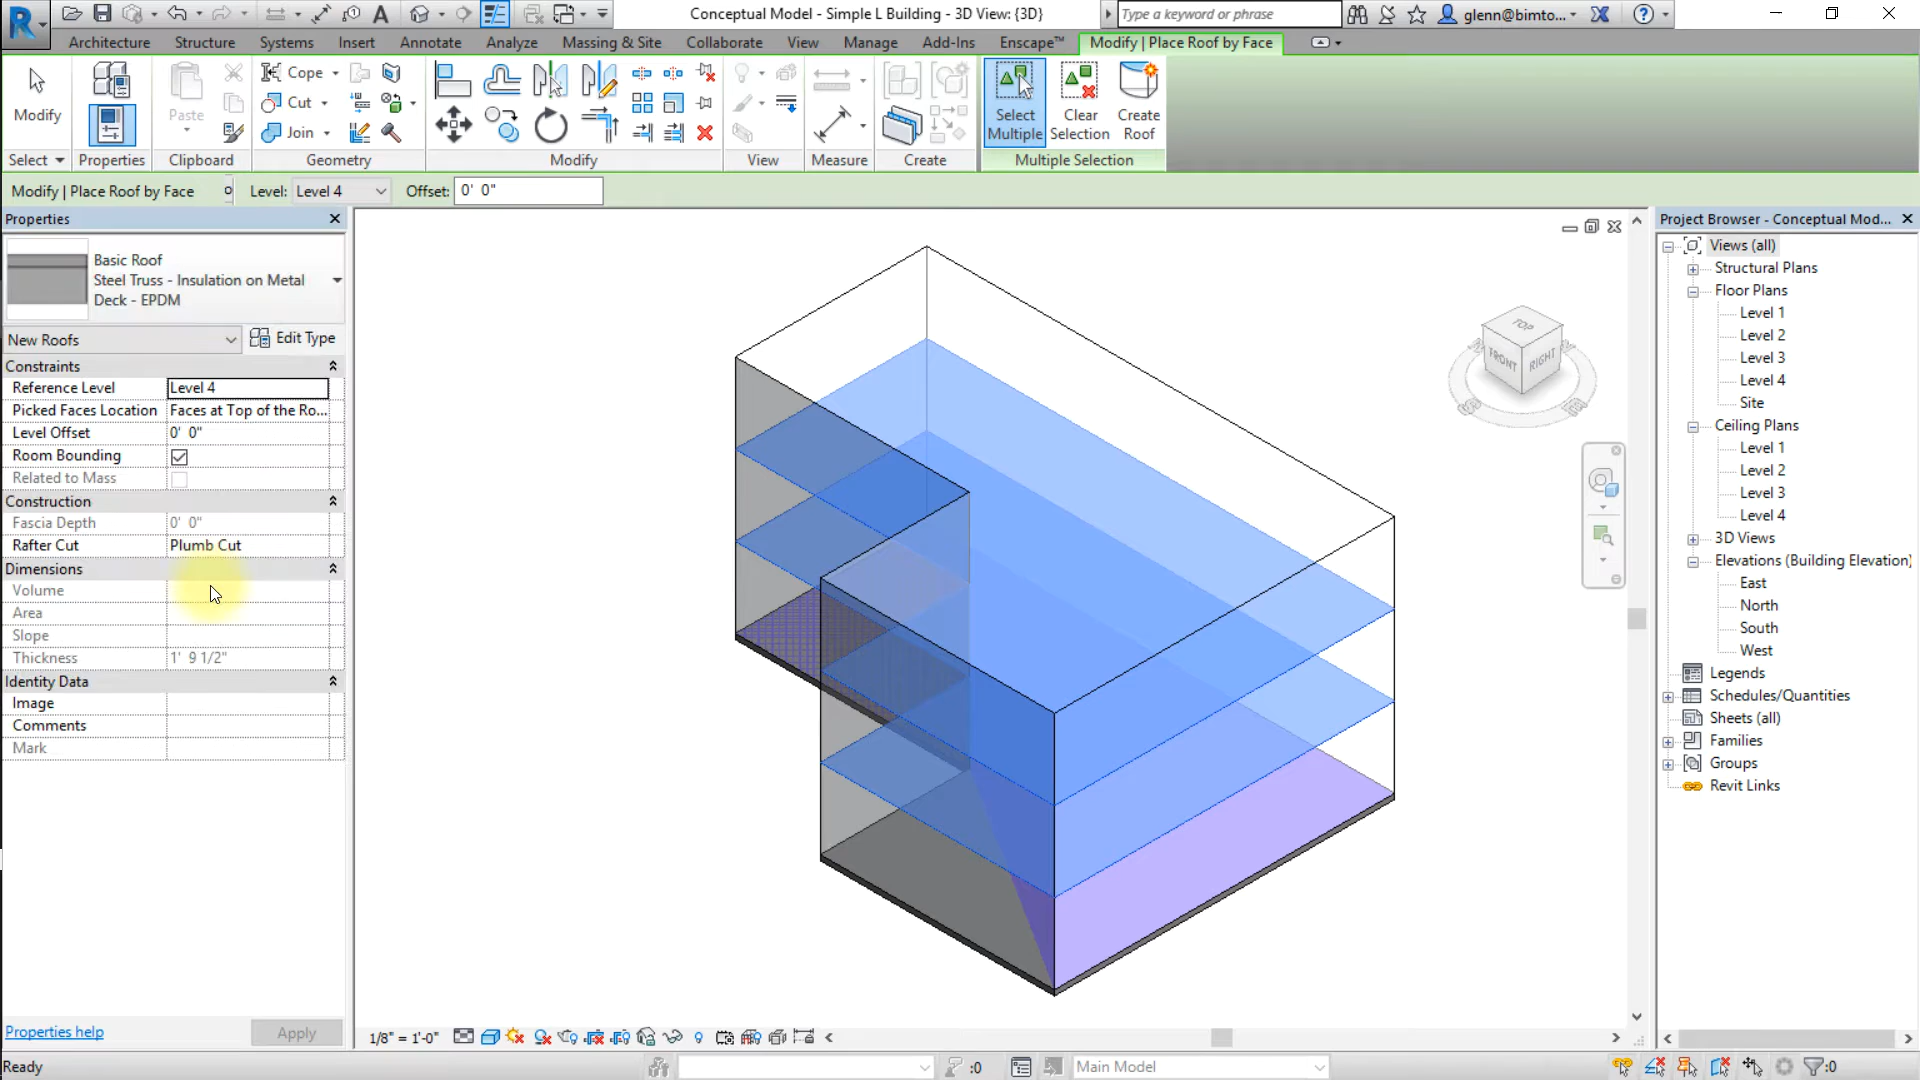 Conceptual Model - Simple L Building - 3D View: {3D}
Type a keyword or phrase
glenn@bimto...
Architecture
Structure
Systems
Insert
Annotate
Analyze
Massing & Site
Collaborate
View
Manage
Add-Ins
Enscape™
Modify | Place Roof by Face
Modify
Paste
Cope
Cut
Join
Select Multiple
Clear Selection
Create Roof
Select
Properties
Clipboard
Geometry
Modify
View
Measure
Create
Multiple Selection
Modify | Place Roof by Face
Level: Level 4
Offset: 0' 0"
Properties
Basic Roof
Steel Truss - Insulation on Metal
Deck - EPDM
New Roofs
Edit Type
Constraints
Reference Level Level 4
Picked Faces Location Faces at Top of the Ro...
Level Offset 0' 0"
Room Bounding
Related to Mass
Construction
Fascia Depth 0' 0"
Rafter Cut Plumb Cut
Dimensions
Volume
Area
Slope
Thickness 1' 9 1/2"
Identity Data
Image
Comments
Mark
Properties help
Apply
TOP
FRONT
RIGHT
Project Browser - Conceptual Mod...
Views (all)
Structural Plans
Floor Plans
Level 1
Level 2
Level 3
Level 4
Site
Ceiling Plans
Level 1
Level 2
Level 3
Level 4
3D Views
Elevations (Building Elevation)
East
North
South
West
Legends
Schedules/Quantities
Sheets (all)
Families
Groups
Revit Links
1/8" = 1'-0"
Ready
:0
Main Model
:0